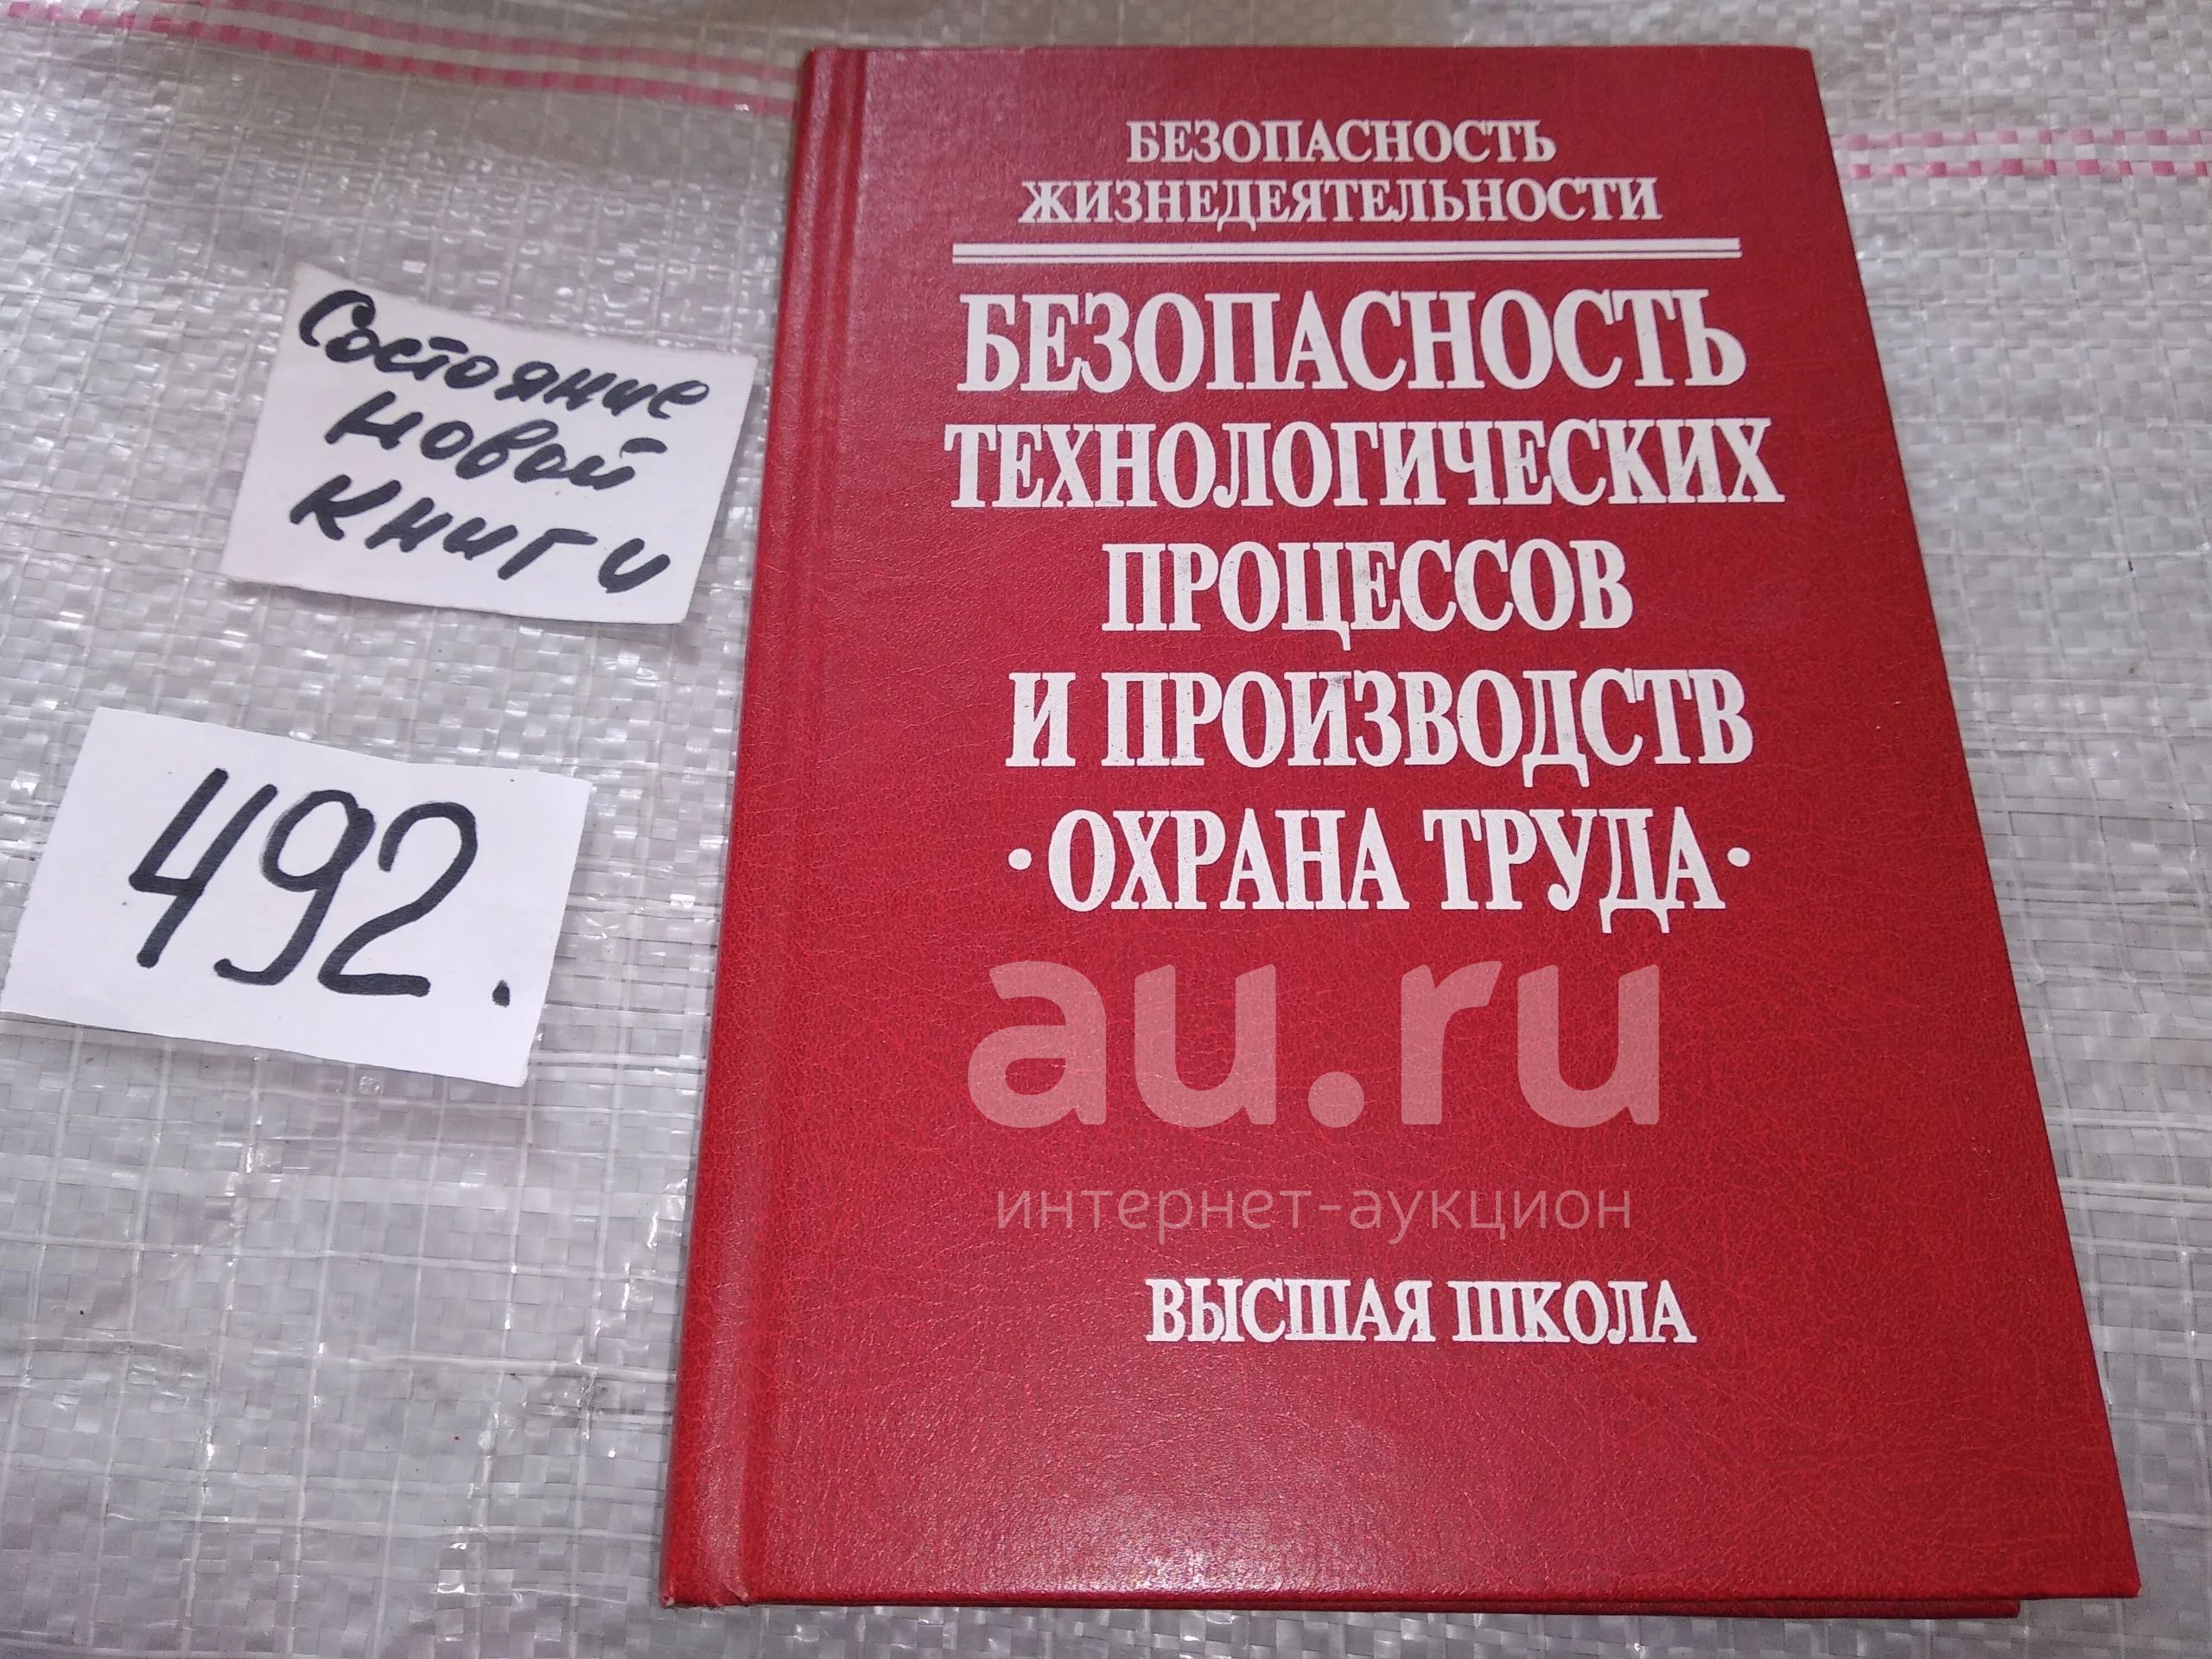 Состояние
новой
книги
492.
БЕЗОПАСНОСТЬ
ЖИЗНЕДЕЯТЕЛЬНОСТИ
БЕЗОПАСНОСТЬ
ТЕХНОЛОГИЧЕСКИХ
ПРОЦЕССОВ
И ПРОИЗВОДСТВ
·ОХРАНА ТРУДА·
au.ru
интернет-аукцион
ВЫСШАЯ ШКОЛА